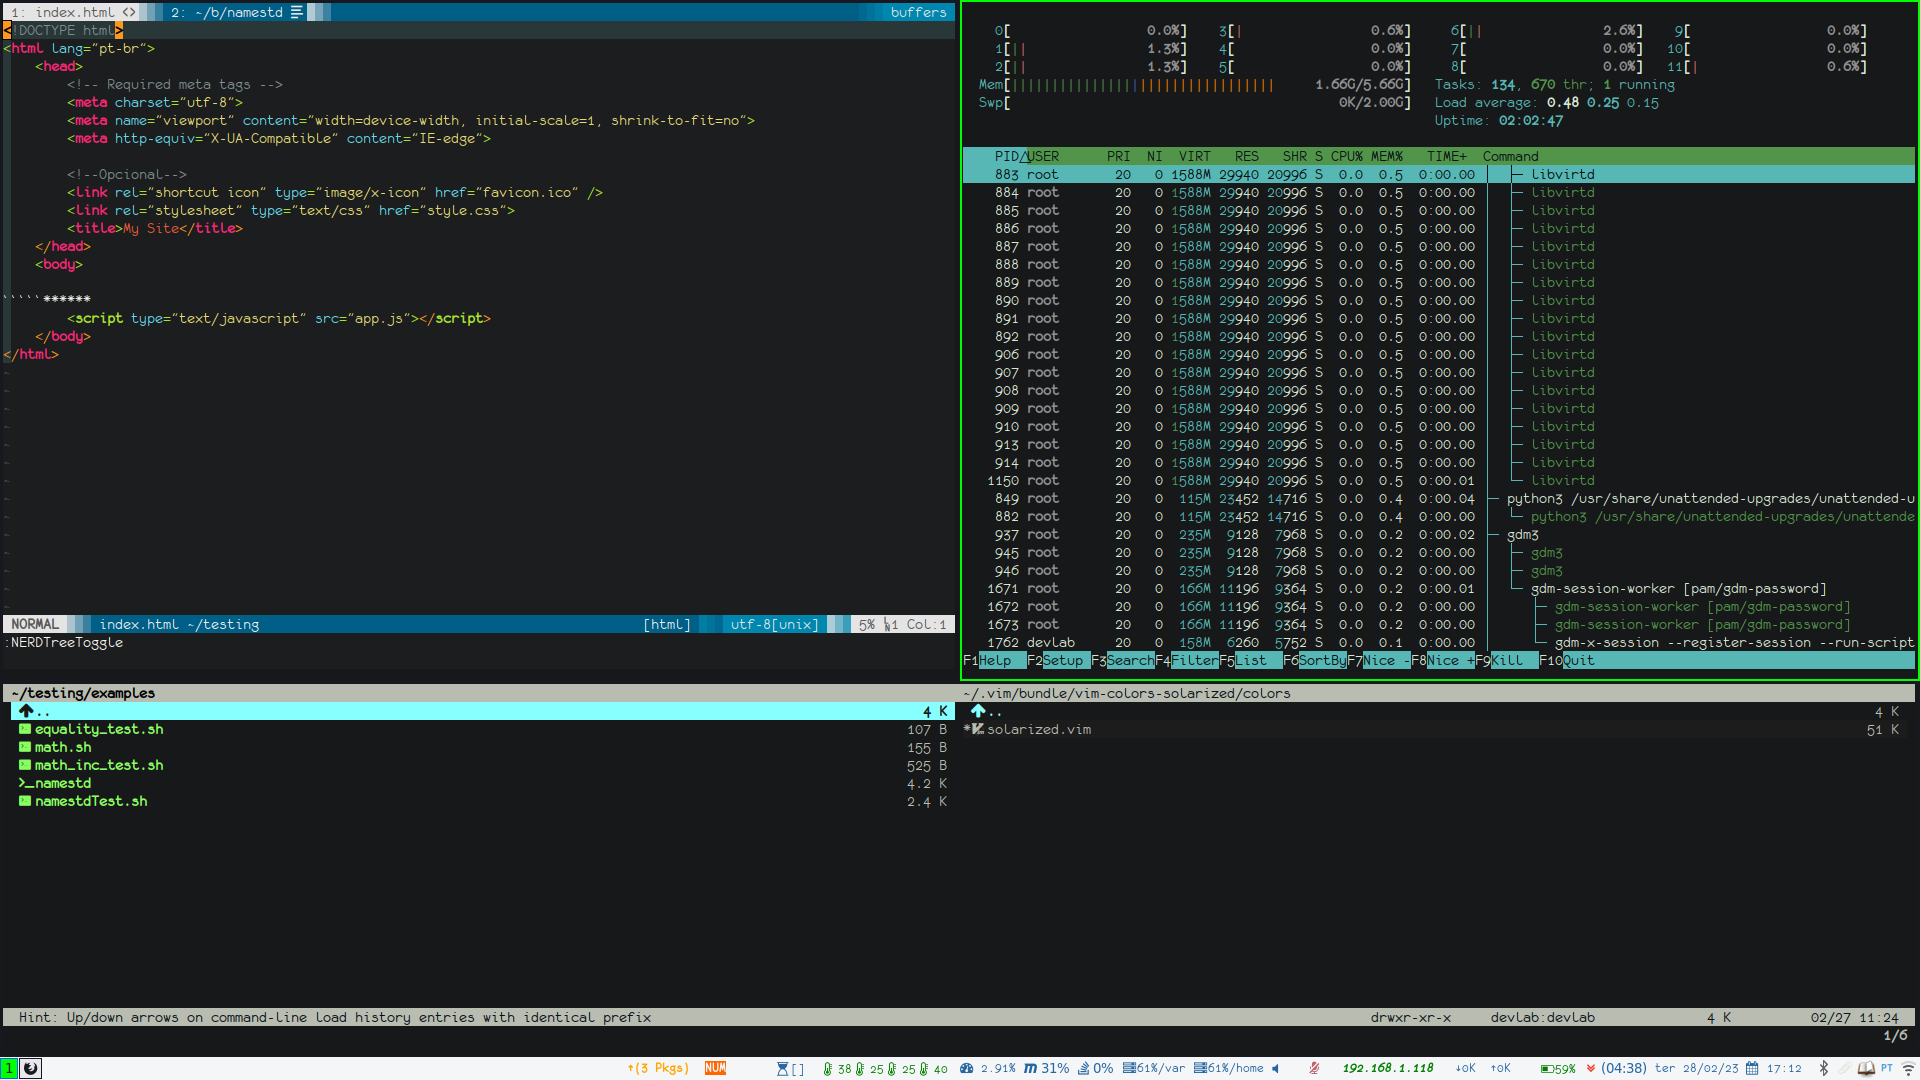 1: index.html <> 2: ~/b/namestd buffers
<!DOCTYPE html>
<html lang="pt-br">
<head>
<!-- Required meta tags -->
<meta charset="utf-8">
<meta name="viewport" content="width=device-width, initial-scale=1, shrink-to-fit=no">
<meta http-equiv="X-UA-Compatible" content="IE-edge">
<!--Opcional-->
<link rel="shortcut icon" type="image/x-icon" href="favicon.ico" />
<link rel="stylesheet" type="text/css" href="style.css">
<title>My Site</title>
</head>
<body>
`````******
<script type="text/javascript" src="app.js"></script>
</body>
</html>
NORMAL index.html ~/testing [html] utf-8[unix] 5% 1 Col:1
:NERDTreeToggle
0[ 0.0%] 3[| 0.6%] 6[|| 2.6%] 9[ 0.0%]
1[|| 1.3%] 4[ 0.0%] 7[ 0.0%] 10[ 0.0%]
2[|| 1.3%] 5[ 0.0%] 8[ 0.0%] 11[| 0.6%]
Mem[||||||||||||||||||||||||||||||||| 1.66G/5.66G] Tasks: 134, 670 thr; 1 running
Swp[ 0K/2.00G] Load average: 0.48 0.25 0.15
Uptime: 02:02:47
PID△USER PRI NI VIRT RES SHR S CPU% MEM% TIME+ Command
883 root 20 0 1588M 29940 20996 S 0.0 0.5 0:00.00 │ ├─ libvirtd
884 root 20 0 1588M 29940 20996 S 0.0 0.5 0:00.00 │ ├─ libvirtd
885 root 20 0 1588M 29940 20996 S 0.0 0.5 0:00.00 │ ├─ libvirtd
886 root 20 0 1588M 29940 20996 S 0.0 0.5 0:00.00 │ ├─ libvirtd
887 root 20 0 1588M 29940 20996 S 0.0 0.5 0:00.00 │ ├─ libvirtd
888 root 20 0 1588M 29940 20996 S 0.0 0.5 0:00.00 │ ├─ libvirtd
889 root 20 0 1588M 29940 20996 S 0.0 0.5 0:00.00 │ ├─ libvirtd
890 root 20 0 1588M 29940 20996 S 0.0 0.5 0:00.00 │ ├─ libvirtd
891 root 20 0 1588M 29940 20996 S 0.0 0.5 0:00.00 │ ├─ libvirtd
892 root 20 0 1588M 29940 20996 S 0.0 0.5 0:00.00 │ ├─ libvirtd
906 root 20 0 1588M 29940 20996 S 0.0 0.5 0:00.00 │ ├─ libvirtd
907 root 20 0 1588M 29940 20996 S 0.0 0.5 0:00.00 │ ├─ libvirtd
908 root 20 0 1588M 29940 20996 S 0.0 0.5 0:00.00 │ ├─ libvirtd
909 root 20 0 1588M 29940 20996 S 0.0 0.5 0:00.00 │ ├─ libvirtd
910 root 20 0 1588M 29940 20996 S 0.0 0.5 0:00.00 │ ├─ libvirtd
913 root 20 0 1588M 29940 20996 S 0.0 0.5 0:00.00 │ ├─ libvirtd
914 root 20 0 1588M 29940 20996 S 0.0 0.5 0:00.00 │ ├─ libvirtd
1150 root 20 0 1588M 29940 20996 S 0.0 0.5 0:00.01 │ └─ libvirtd
849 root 20 0 115M 23452 14716 S 0.0 0.4 0:00.04 ├─ python3 /usr/share/unattended-upgrades/unattended-u
882 root 20 0 115M 23452 14716 S 0.0 0.4 0:00.00 │ └─ python3 /usr/share/unattended-upgrades/unattende
937 root 20 0 235M 9128 7968 S 0.0 0.2 0:00.02 ├─ gdm3
945 root 20 0 235M 9128 7968 S 0.0 0.2 0:00.00 │ ├─ gdm3
946 root 20 0 235M 9128 7968 S 0.0 0.2 0:00.00 │ ├─ gdm3
1671 root 20 0 166M 11196 9364 S 0.0 0.2 0:00.01 │ └─ gdm-session-worker [pam/gdm-password]
1672 root 20 0 166M 11196 9364 S 0.0 0.2 0:00.00 │ ├─ gdm-session-worker [pam/gdm-password]
1673 root 20 0 166M 11196 9364 S 0.0 0.2 0:00.00 │ ├─ gdm-session-worker [pam/gdm-password]
1762 devlab 20 0 158M 6260 5752 S 0.0 0.1 0:00.00 │ └─ gdm-x-session --register-session --run-script
F1Help F2Setup F3SearchF4FilterF5List F6SortByF7Nice -F8Nice +F9Kill F10Quit
~/testing/examples
.. 4 K
equality_test.sh 107 B
math.sh 155 B
math_inc_test.sh 525 B
>_namestd 4.2 K
namestdTest.sh 2.4 K
~/.vim/bundle/vim-colors-solarized/colors
.. 4 K
*solarized.vim 51 K
Hint: Up/down arrows on command-line load history entries with identical prefix drwxr-xr-x devlab:devlab 4 K 02/27 11:24
1/6
1 ↑(3 Pkgs) NUM [] 38 25 25 40 2.91% m 31% 0% 61%/var 61%/home 192.168.1.118 ↓0K ↑0K 59% (04:38) ter 28/02/23 17:12 PT